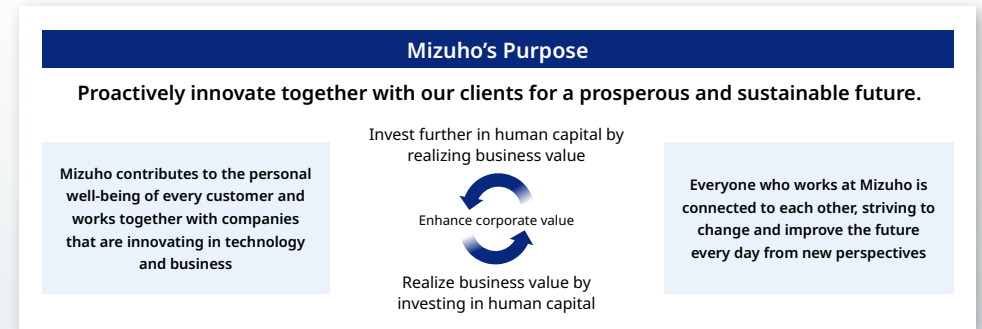 Mizuho's Purpose
Proactively innovate together with our clients for a prosperous and sustainable future.
Mizuho contributes to the personal
well-being of every customer and
works together with companies
that are innovating in technology
and business
Invest further in human capital by
realizing business value
Enhance corporate value
Realize business value by
investing in human capital
Everyone who works at Mizuho is
connected to each other, striving to
change and improve the future
every day from new perspectives